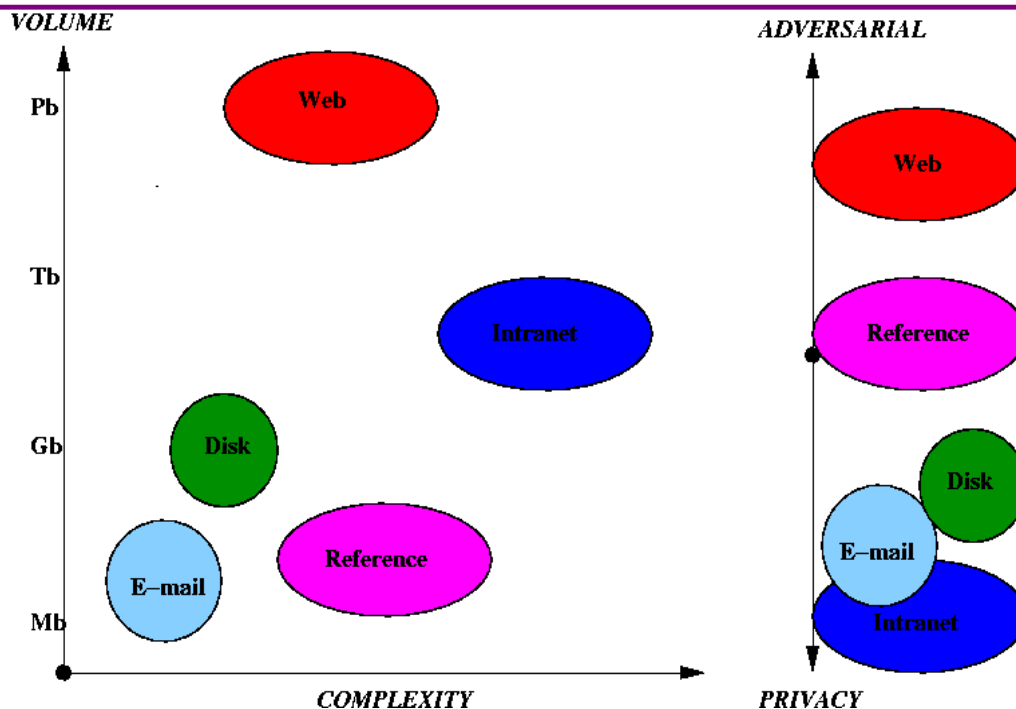 VOLUME
Pb
Web
Tb
Intranet
Gb
Disk
Reference
E−mail
Mb
COMPLEXITY
ADVERSARIAL
Web
Reference
Disk
E−mail
Intranet
PRIVACY